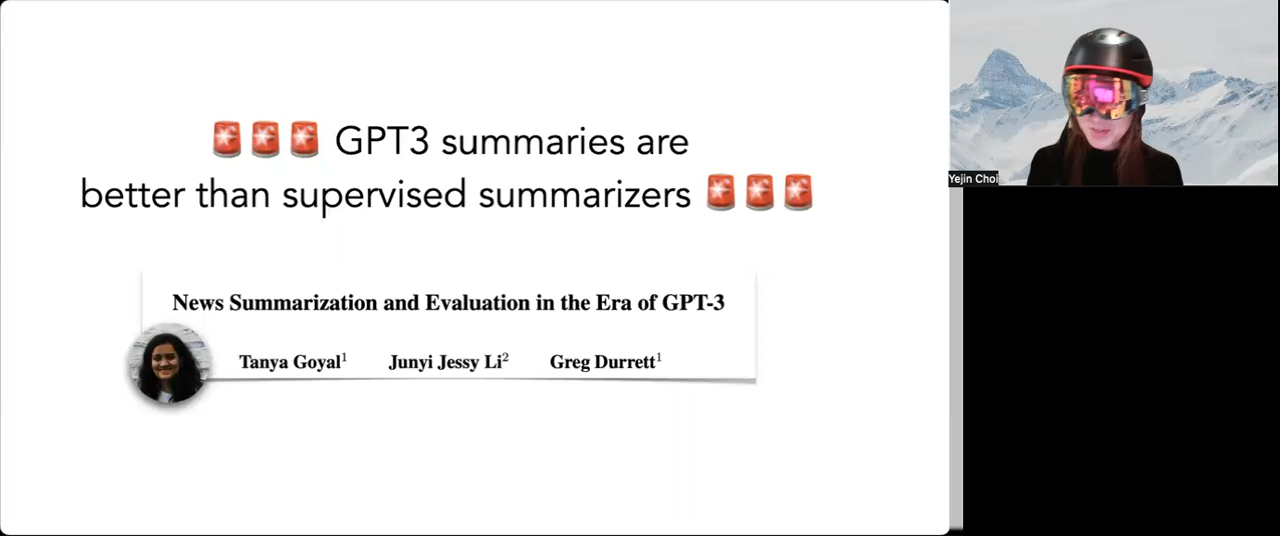 🚨🚨🚨 GPT3 summaries are
better than supervised summarizers 🚨🚨🚨
News Summarization and Evaluation in the Era of GPT-3
Tanya Goyal¹ Junyi Jessy Li² Greg Durrett¹
Yejin Choi